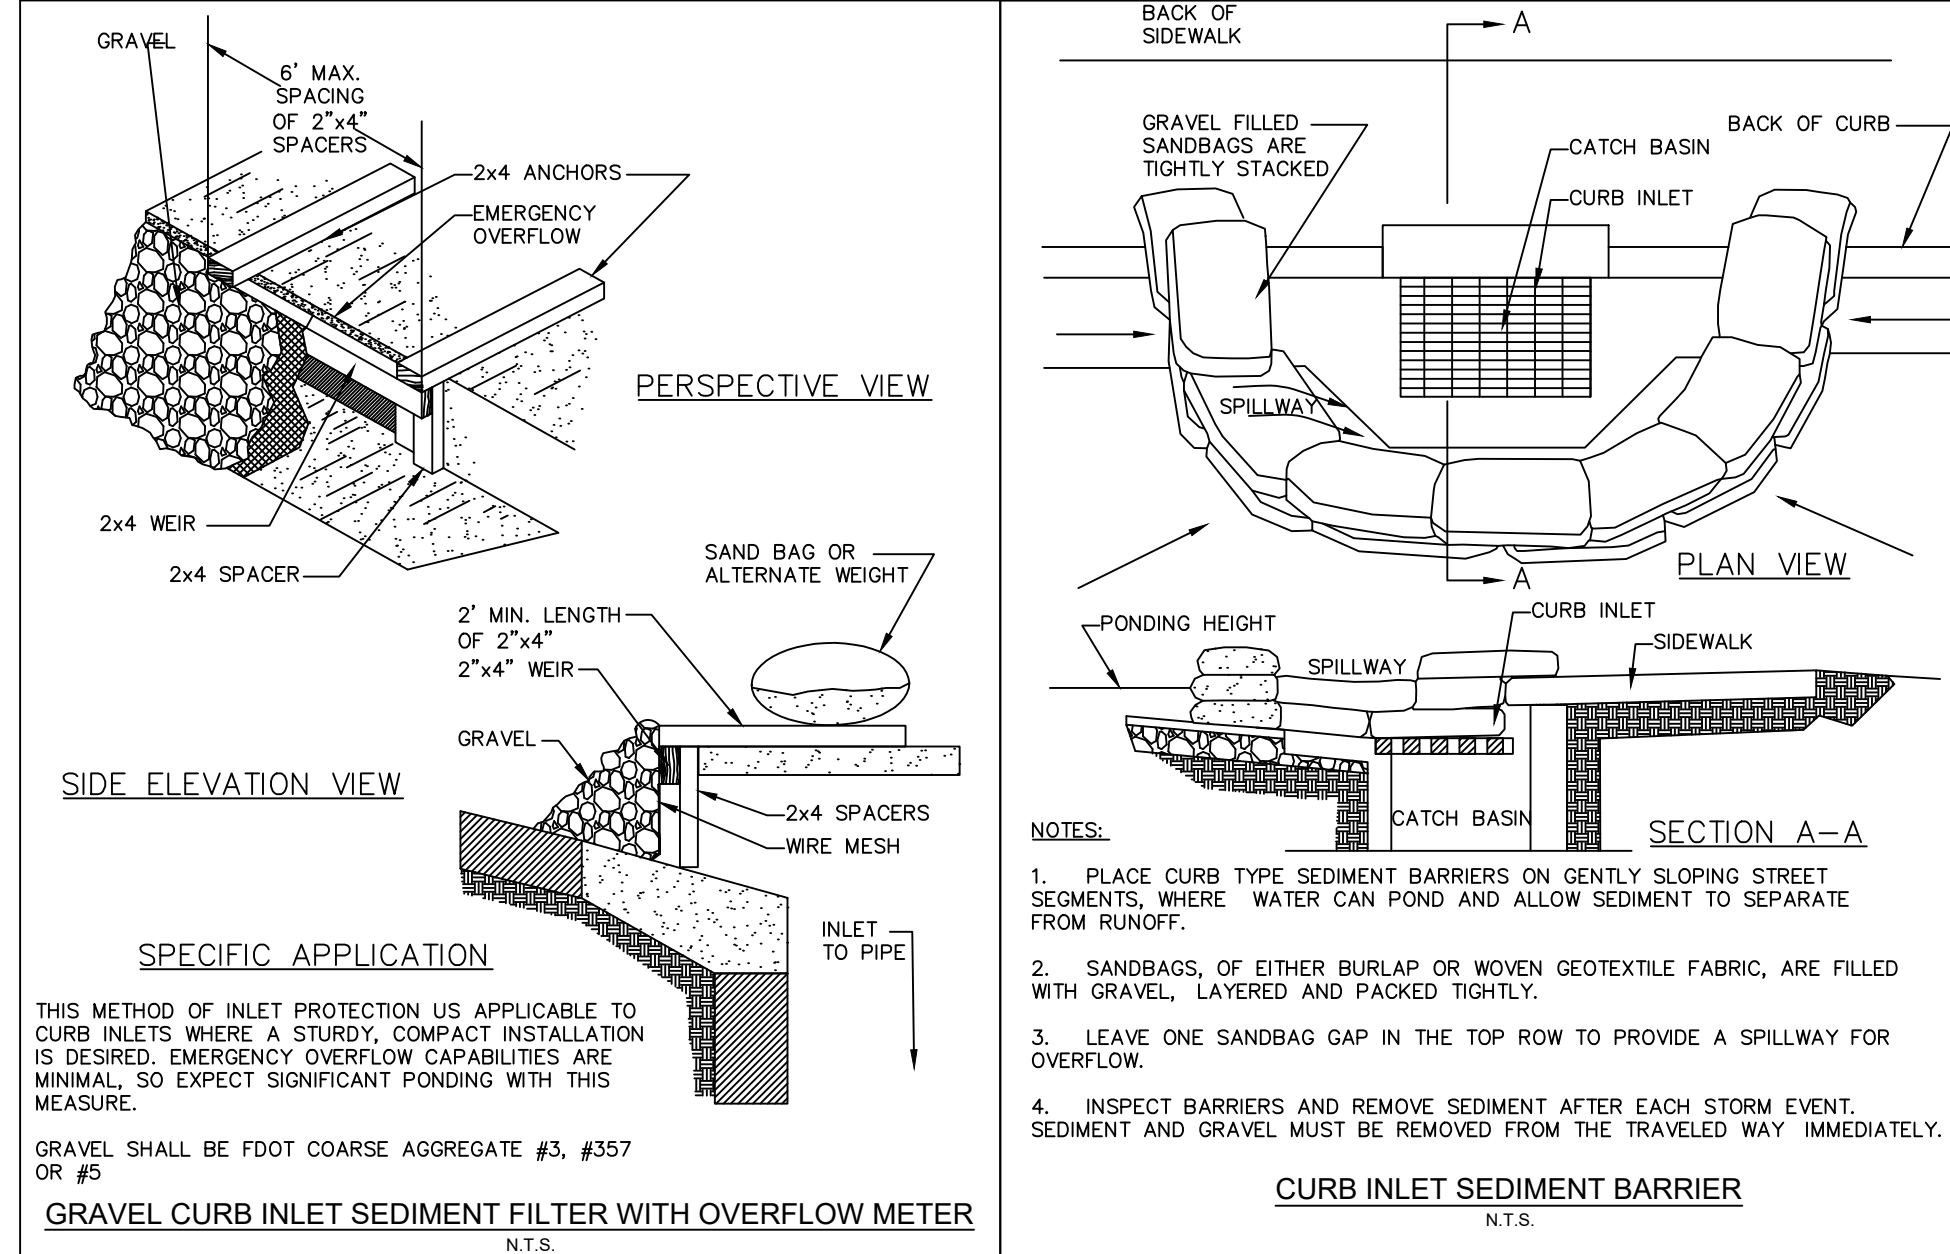 GRAVEL
6' MAX.
SPACING
OF 2"x4"
SPACERS
2x4 ANCHORS
EMERGENCY
OVERFLOW
PERSPECTIVE VIEW
2x4 WEIR
2x4 SPACER
SAND BAG OR
ALTERNATE WEIGHT
2' MIN. LENGTH
OF 2"x4"
2"x4" WEIR
GRAVEL
SIDE ELEVATION VIEW
2x4 SPACERS
WIRE MESH
INLET
TO PIPE
SPECIFIC APPLICATION
THIS METHOD OF INLET PROTECTION US APPLICABLE TO
CURB INLETS WHERE A STURDY, COMPACT INSTALLATION
IS DESIRED. EMERGENCY OVERFLOW CAPABILITIES ARE
MINIMAL, SO EXPECT SIGNIFICANT PONDING WITH THIS
MEASURE.
GRAVEL SHALL BE FDOT COARSE AGGREGATE #3, #357
OR #5
GRAVEL CURB INLET SEDIMENT FILTER WITH OVERFLOW METER
N.T.S.
BACK OF
SIDEWALK
A
GRAVEL FILLED
SANDBAGS ARE
TIGHTLY STACKED
CATCH BASIN
BACK OF CURB
CURB INLET
SPILLWAY
PLAN VIEW
A
PONDING HEIGHT
CURB INLET
SIDEWALK
SPILLWAY
CATCH BASIN
SECTION A-A
NOTES:
1. PLACE CURB TYPE SEDIMENT BARRIERS ON GENTLY SLOPING STREET
SEGMENTS, WHERE WATER CAN POND AND ALLOW SEDIMENT TO SEPARATE
FROM RUNOFF.
2. SANDBAGS, OF EITHER BURLAP OR WOVEN GEOTEXTILE FABRIC, ARE FILLED
WITH GRAVEL, LAYERED AND PACKED TIGHTLY.
3. LEAVE ONE SANDBAG GAP IN THE TOP ROW TO PROVIDE A SPILLWAY FOR
OVERFLOW.
4. INSPECT BARRIERS AND REMOVE SEDIMENT AFTER EACH STORM EVENT.
SEDIMENT AND GRAVEL MUST BE REMOVED FROM THE TRAVELED WAY IMMEDIATELY.
CURB INLET SEDIMENT BARRIER
N.T.S.